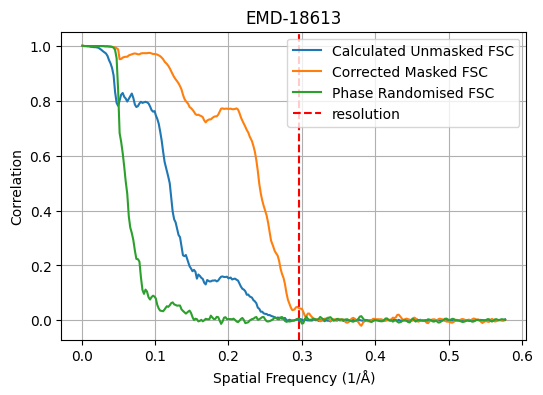 EMD-18613
Calculated Unmasked FSC
Corrected Masked FSC
Phase Randomised FSC
resolution
Correlation
1.0
0.8
0.6
0.4
0.2
0.0
0.0 0.1 0.2 0.3 0.4 0.5 0.6
Spatial Frequency (1/Å)